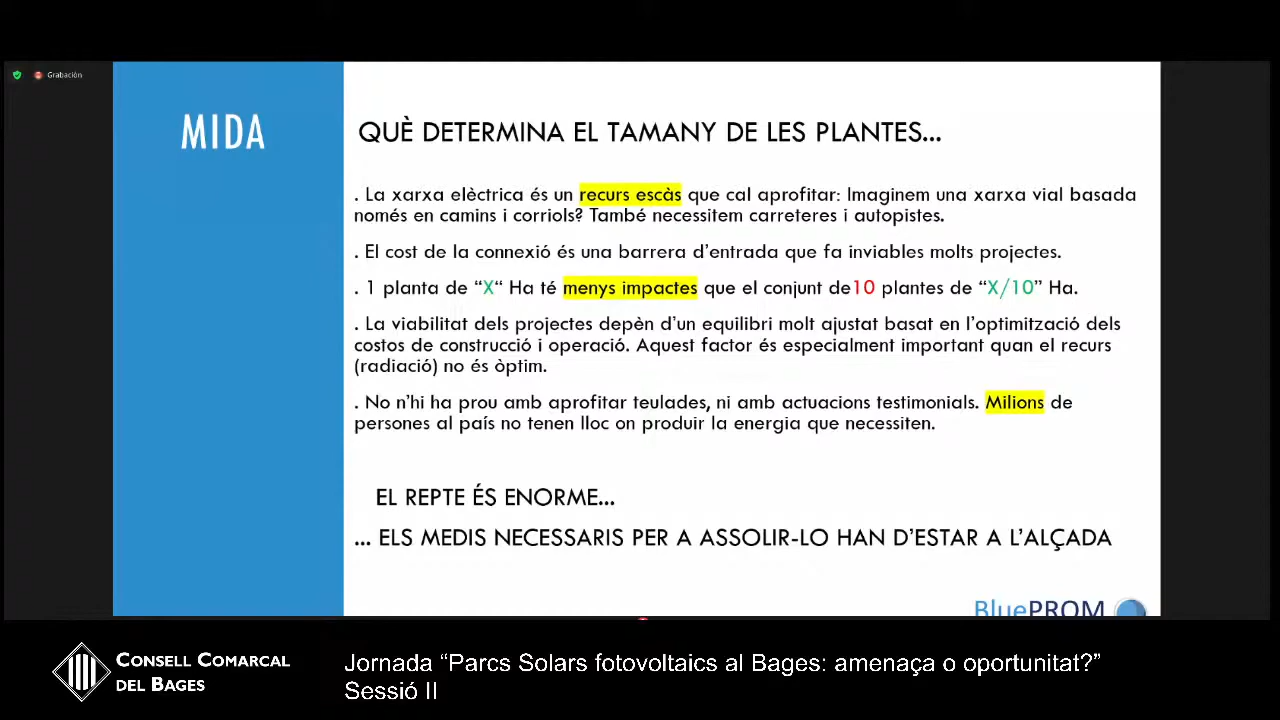 Grabación
MIDA
QUÈ DETERMINA EL TAMANY DE LES PLANTES...
. La xarxa elèctrica és un recurs escàs que cal aprofitar: Imaginem una xarxa vial basada
només en camins i corriols? També necessitem carreteres i autopistes.
. El cost de la connexió és una barrera d'entrada que fa inviables molts projectes.
. 1 planta de "X" Ha té menys impactes que el conjunt de10 plantes de "X/10" Ha.
. La viabilitat dels projectes depèn d'un equilibri molt ajustat basat en l'optimització dels
costos de construcció i operació. Aquest factor és especialment important quan el recurs
(radiació) no és òptim.
. No n'hi ha prou amb aprofitar teulades, ni amb actuacions testimonials. Milions de
persones al país no tenen lloc on produir la energia que necessiten.
EL REPTE ÉS ENORME...
... ELS MEDIS NECESSARIS PER A ASSOLIR-LO HAN D'ESTAR A L'ALÇADA
BluePROM
CONSELL COMARCAL
DEL BAGES
Jornada "Parcs Solars fotovoltaics al Bages: amenaça o oportunitat?"
Sessió II